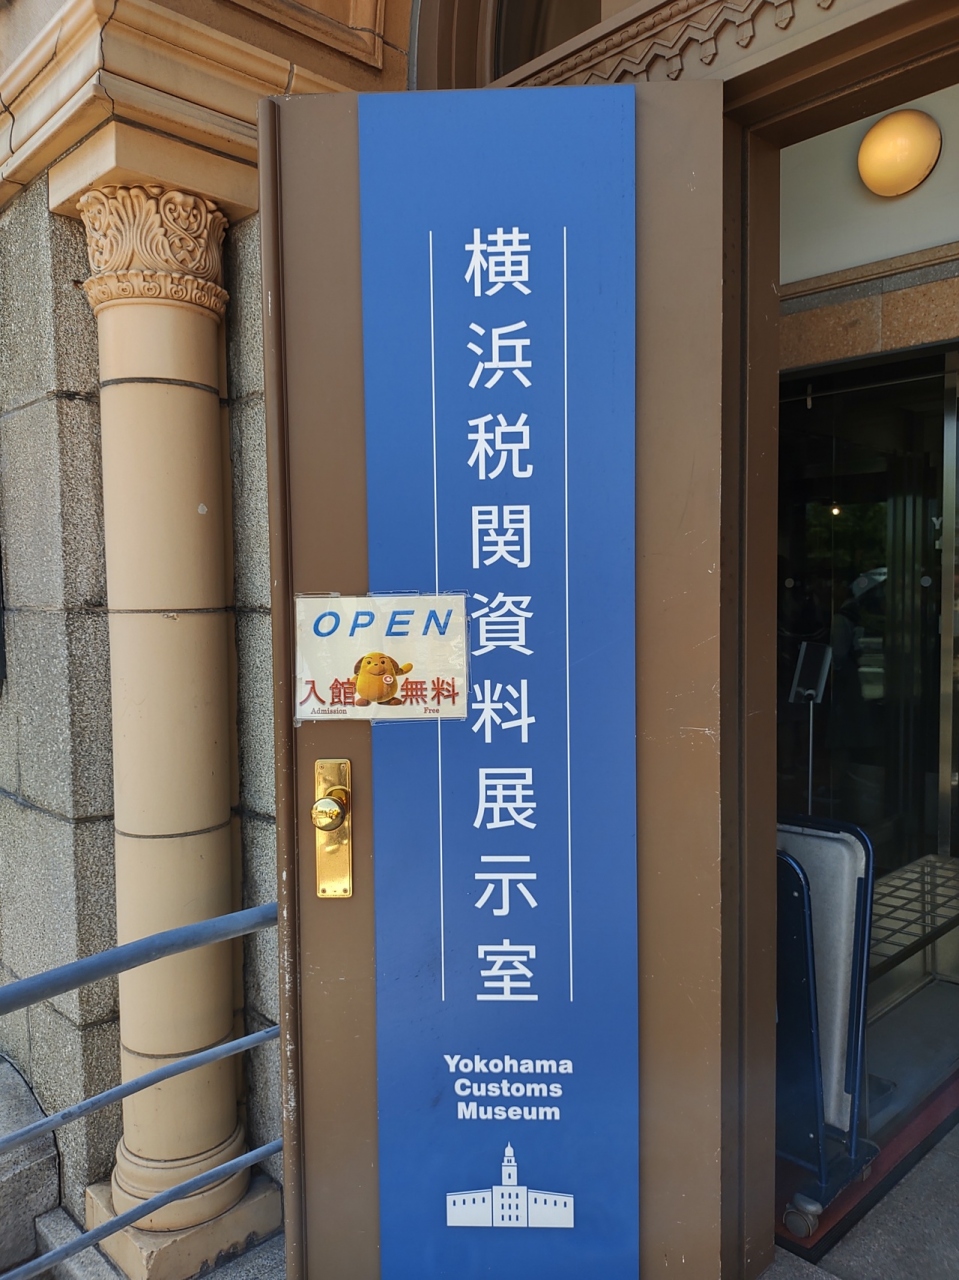 横浜税関資料展示室
OPEN
入館無料
Admission Free
Yokohama
Customs
Museum